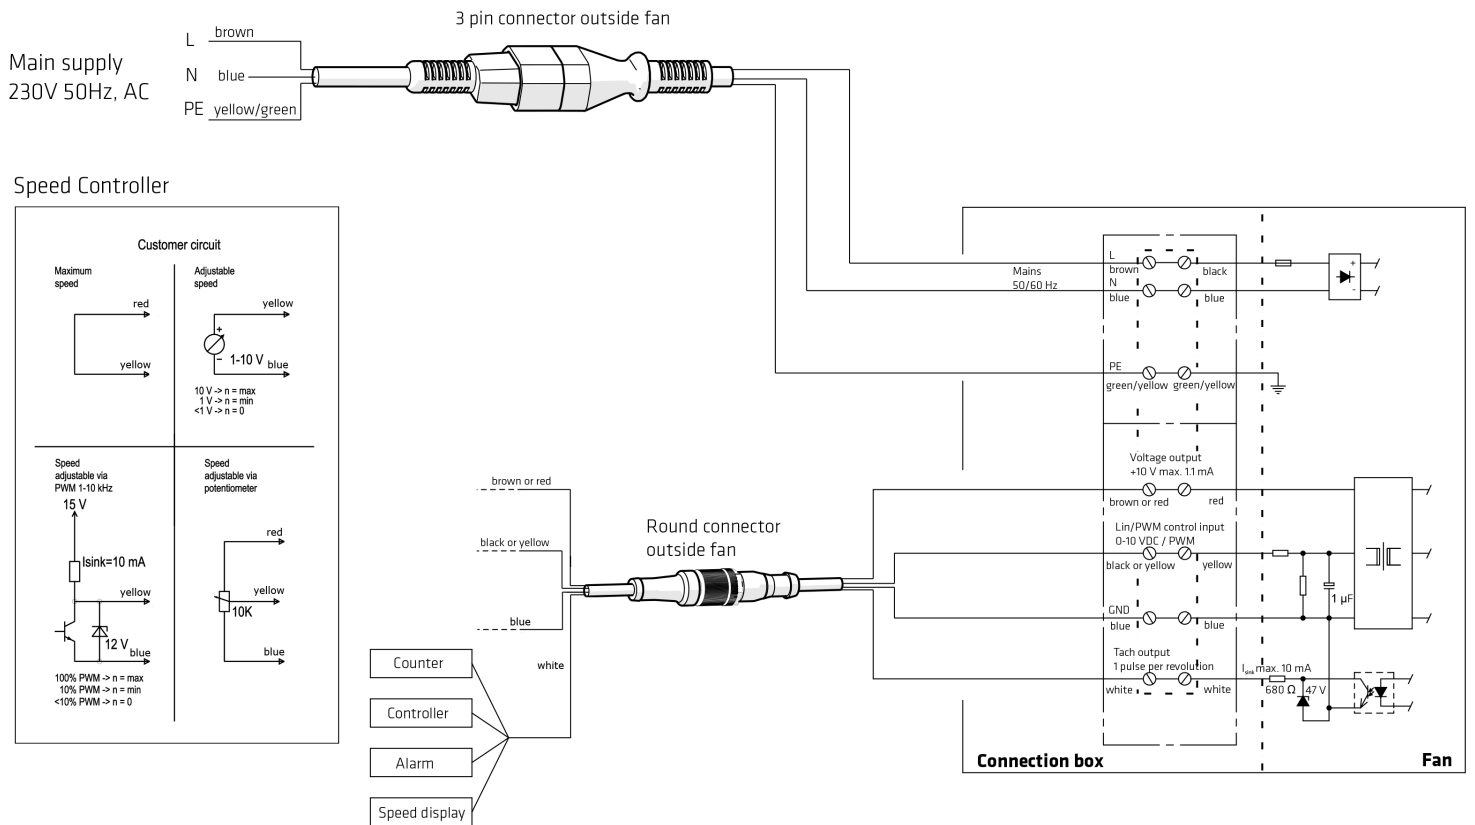 3 pin connector outside fan
Main supply
230V 50Hz, AC
L brown
N blue
PE yellow/green
Speed Controller
Customer circuit
Maximum
speed
red
yellow
Adjustable
speed
yellow
+
−
1-10 V
blue
10 V -> n = max
1 V -> n = min
<1 V -> n = 0
Speed
adjustable via
PWM 1-10 kHz
15 V
Isink=10 mA
yellow
12 V
blue
100% PWM -> n = max
10% PWM -> n = min
<10% PWM -> n = 0
Speed
adjustable via
potentiometer
red
yellow
10K
blue
brown or red
black or yellow
blue
white
Counter
Controller
Alarm
Speed display
Round connector
outside fan
Mains
50/60 Hz
L
brown
black
N
blue
blue
+
-
PE
green/yellow
green/yellow
Voltage output
+10 V max. 1.1 mA
brown or red
red
Lin/PWM control input
0-10 VDC / PWM
black or yellow
yellow
1 µF
GND
blue
blue
Tach output
1 pulse per revolution
white
white
Isink max. 10 mA
680 Ω
47 V
Connection box
Fan